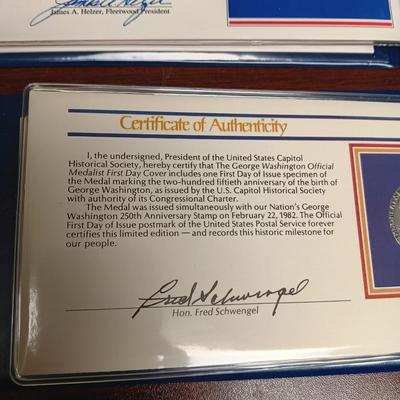 James A. Helzer, Fleetwood President
Certificate of Authenticity
I, the undersigned, President of the United States Capitol
Historical Society, hereby certify that The George Washington Official
Medalist First Day Cover includes one First Day of Issue specimen
of the Medal marking the two-hundred fiftieth anniversary of the birth of
George Washington, as issued by the U.S. Capitol Historical Society
with authority of its Congressional Charter.
The Medal was issued simultaneously with our Nation's George
Washington 250th Anniversary Stamp on February 22, 1982. The Official
First Day of Issue postmark of the United States Postal Service forever
certifies this limited edition — and records this historic milestone for
our people.
Fred Schwengel
Hon. Fred Schwengel